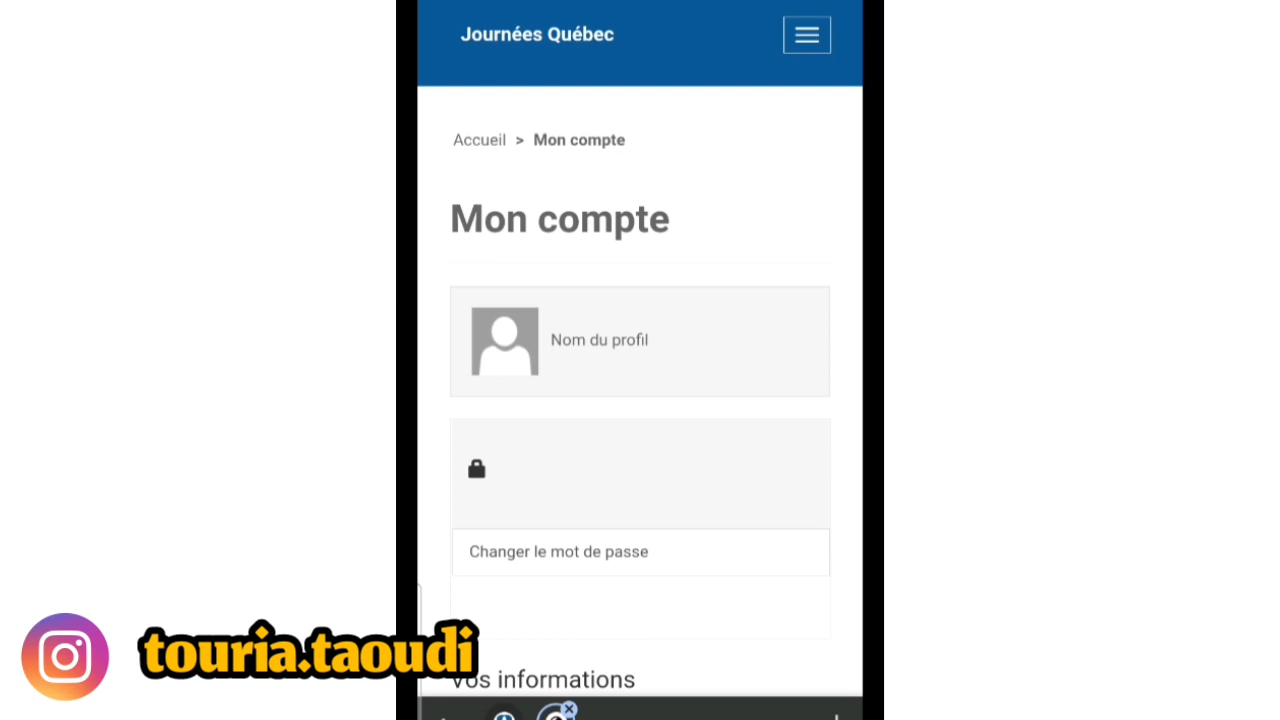 Journées Québec
Accueil > Mon compte
Mon compte
Nom du profil
Changer le mot de passe
touria.taoudi
Vos informations